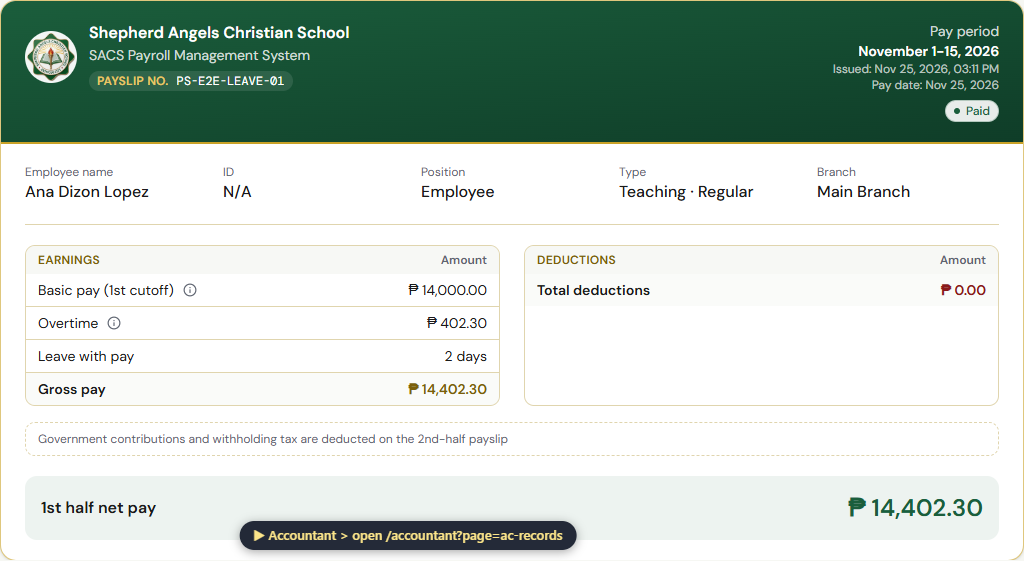 Shepherd Angels Christian School
SACS Payroll Management System
PAYSLIP NO. PS-E2E-LEAVE-01
Pay period
November 1-15, 2026
Issued: Nov 25, 2026, 03:11 PM
Pay date: Nov 25, 2026
Paid
Employee name
Ana Dizon Lopez
ID
N/A
Position
Employee
Type
Teaching · Regular
Branch
Main Branch
EARNINGS Amount
Basic pay (1st cutoff) ₱ 14,000.00
Overtime ₱ 402.30
Leave with pay 2 days
Gross pay ₱ 14,402.30
DEDUCTIONS Amount
Total deductions ₱ 0.00
Government contributions and withholding tax are deducted on the 2nd-half payslip
1st half net pay ₱ 14,402.30
▶ Accountant > open /accountant?page=ac-records